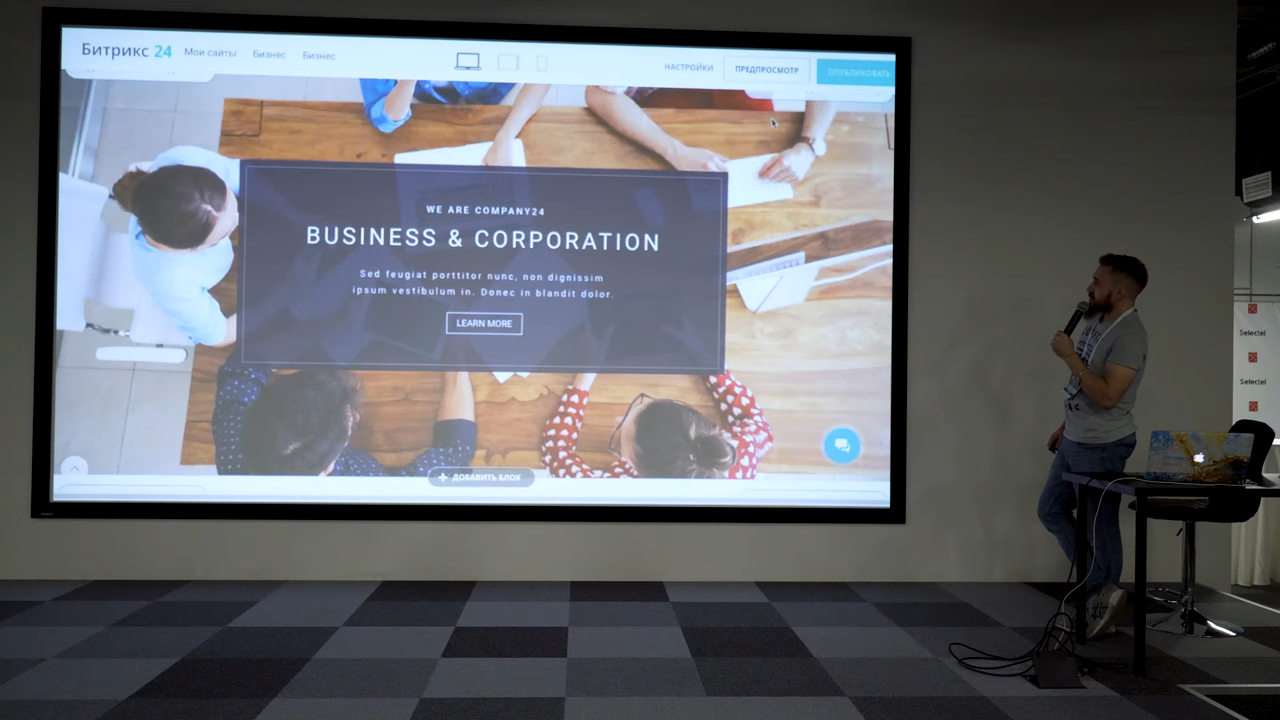 Битрикс 24 Мои сайты Бизнес Бизнес
НАСТРОЙКИ ПРЕДПРОСМОТР ОПУБЛИКОВАТЬ
WE ARE COMPANY24
BUSINESS & CORPORATION
Sed feugiat porttitor nunc, non dignissim
ipsum vestibulum in. Donec in blandit dolor.
LEARN MORE
+ ДОБАВИТЬ БЛОК
Selectel
Selectel